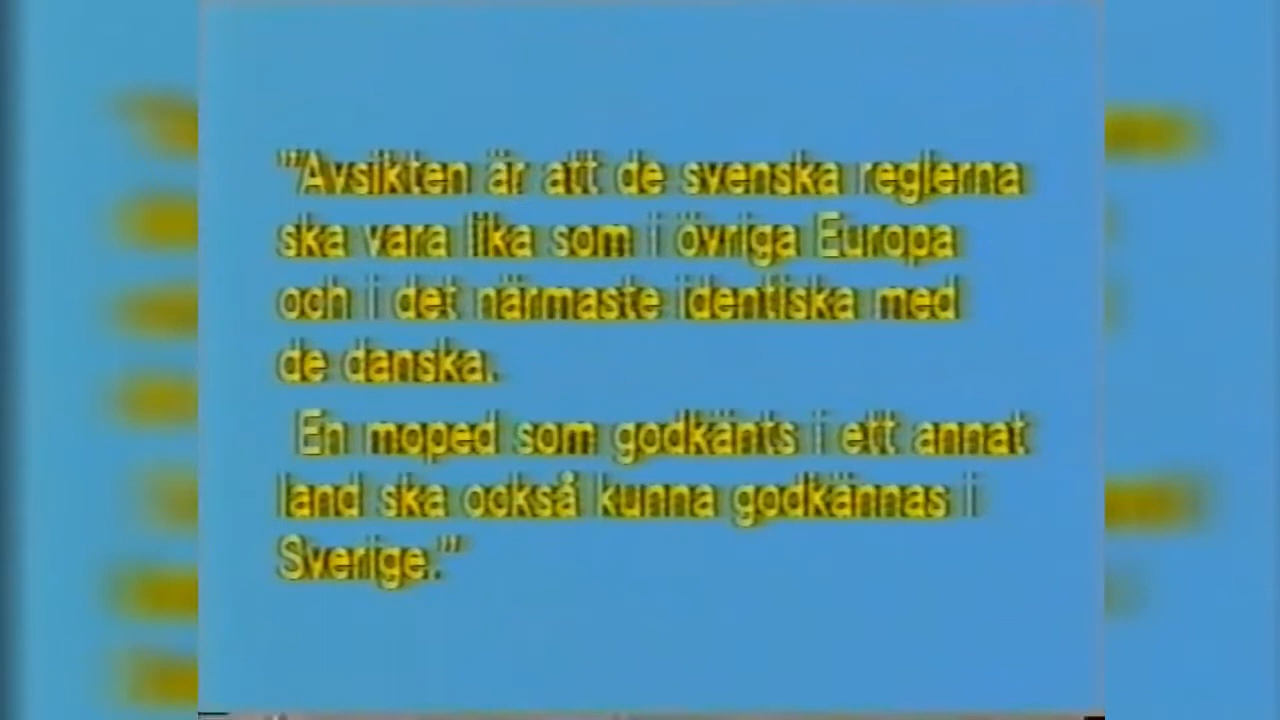 "Avsikten är att de svenska reglerna
ska vara lika som i övriga Europa
och i det närmaste identiska med
de danska.
En moped som godkänts i ett annat
land ska också kunna godkännas i
Sverige."